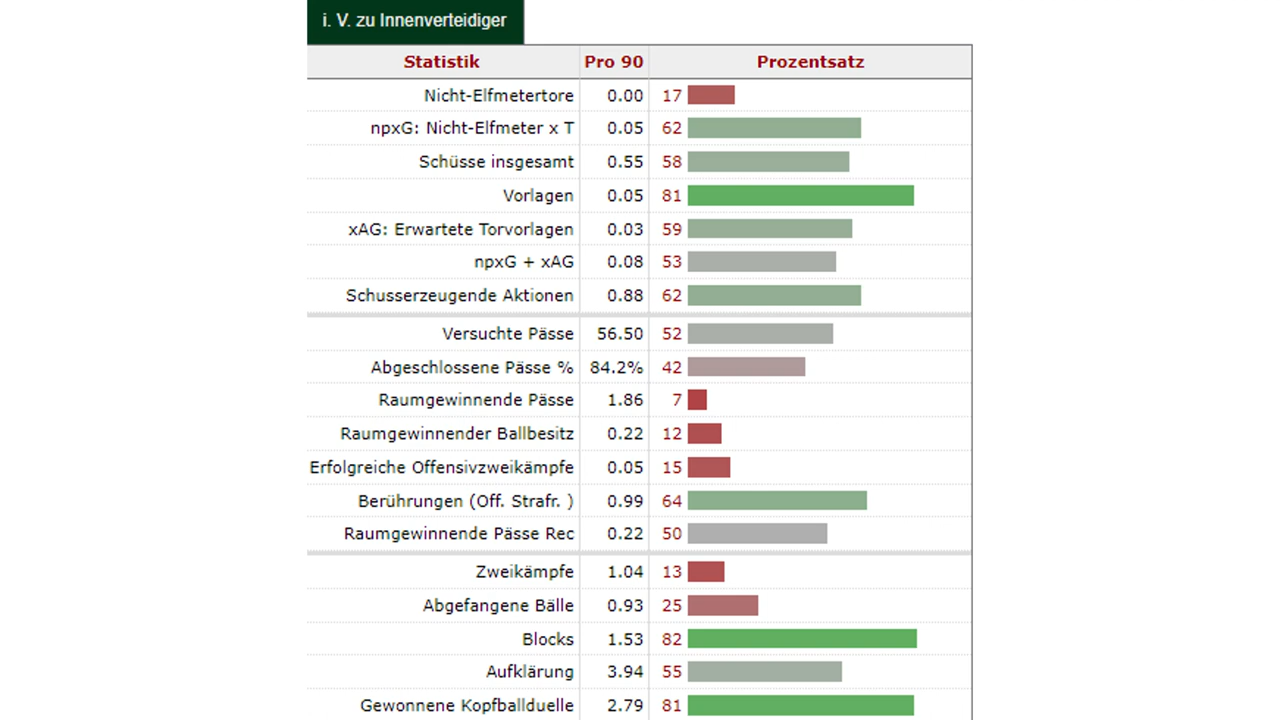 i. V. zu Innenverteidiger
Statistik Pro 90 Prozentsatz
Nicht-Elfmetertore 0.00 17
npxG: Nicht-Elfmeter x T 0.05 62
Schüsse insgesamt 0.55 58
Vorlagen 0.05 81
xAG: Erwartete Torvorlagen 0.03 59
npxG + xAG 0.08 53
Schusserzeugende Aktionen 0.88 62
Versuchte Pässe 56.50 52
Abgeschlossene Pässe % 84.2% 42
Raumgewinnende Pässe 1.86 7
Raumgewinnender Ballbesitz 0.22 12
Erfolgreiche Offensivzweikämpfe 0.05 15
Berührungen (Off. Strafr. ) 0.99 64
Raumgewinnende Pässe Rec 0.22 50
Zweikämpfe 1.04 13
Abgefangene Bälle 0.93 25
Blocks 1.53 82
Aufklärung 3.94 55
Gewonnene Kopfballduelle 2.79 81